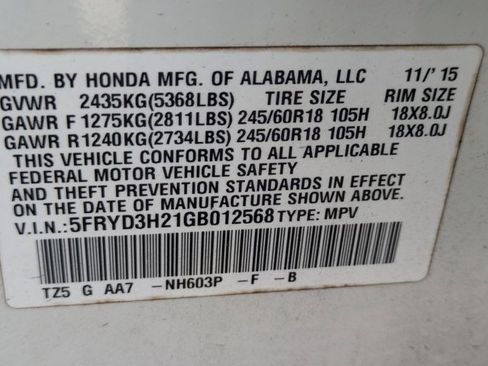 MFD. BY HONDA MFG. OF ALABAMA, LLC 11/'15
GVWR 2435KG(5368LBS) TIRE SIZE RIM SIZE
GAWR F 1275KG(2811LBS) 245/60R18 105H 18X8.0J
GAWR R 1240KG(2734LBS) 245/60R18 105H 18X8.0J
THIS VEHICLE CONFORMS TO ALL APPLICABLE
FEDERAL MOTOR VEHICLE SAFETY
AND THEFT PREVENTION STANDARDS IN EFFECT
ON THE DATE OF MANUFACTURE SHOWN ABOVE.
V.I.N.:5FRYD3H21GB012568 TYPE: MPV
TZ5 G AA7 -NH603P -F -B